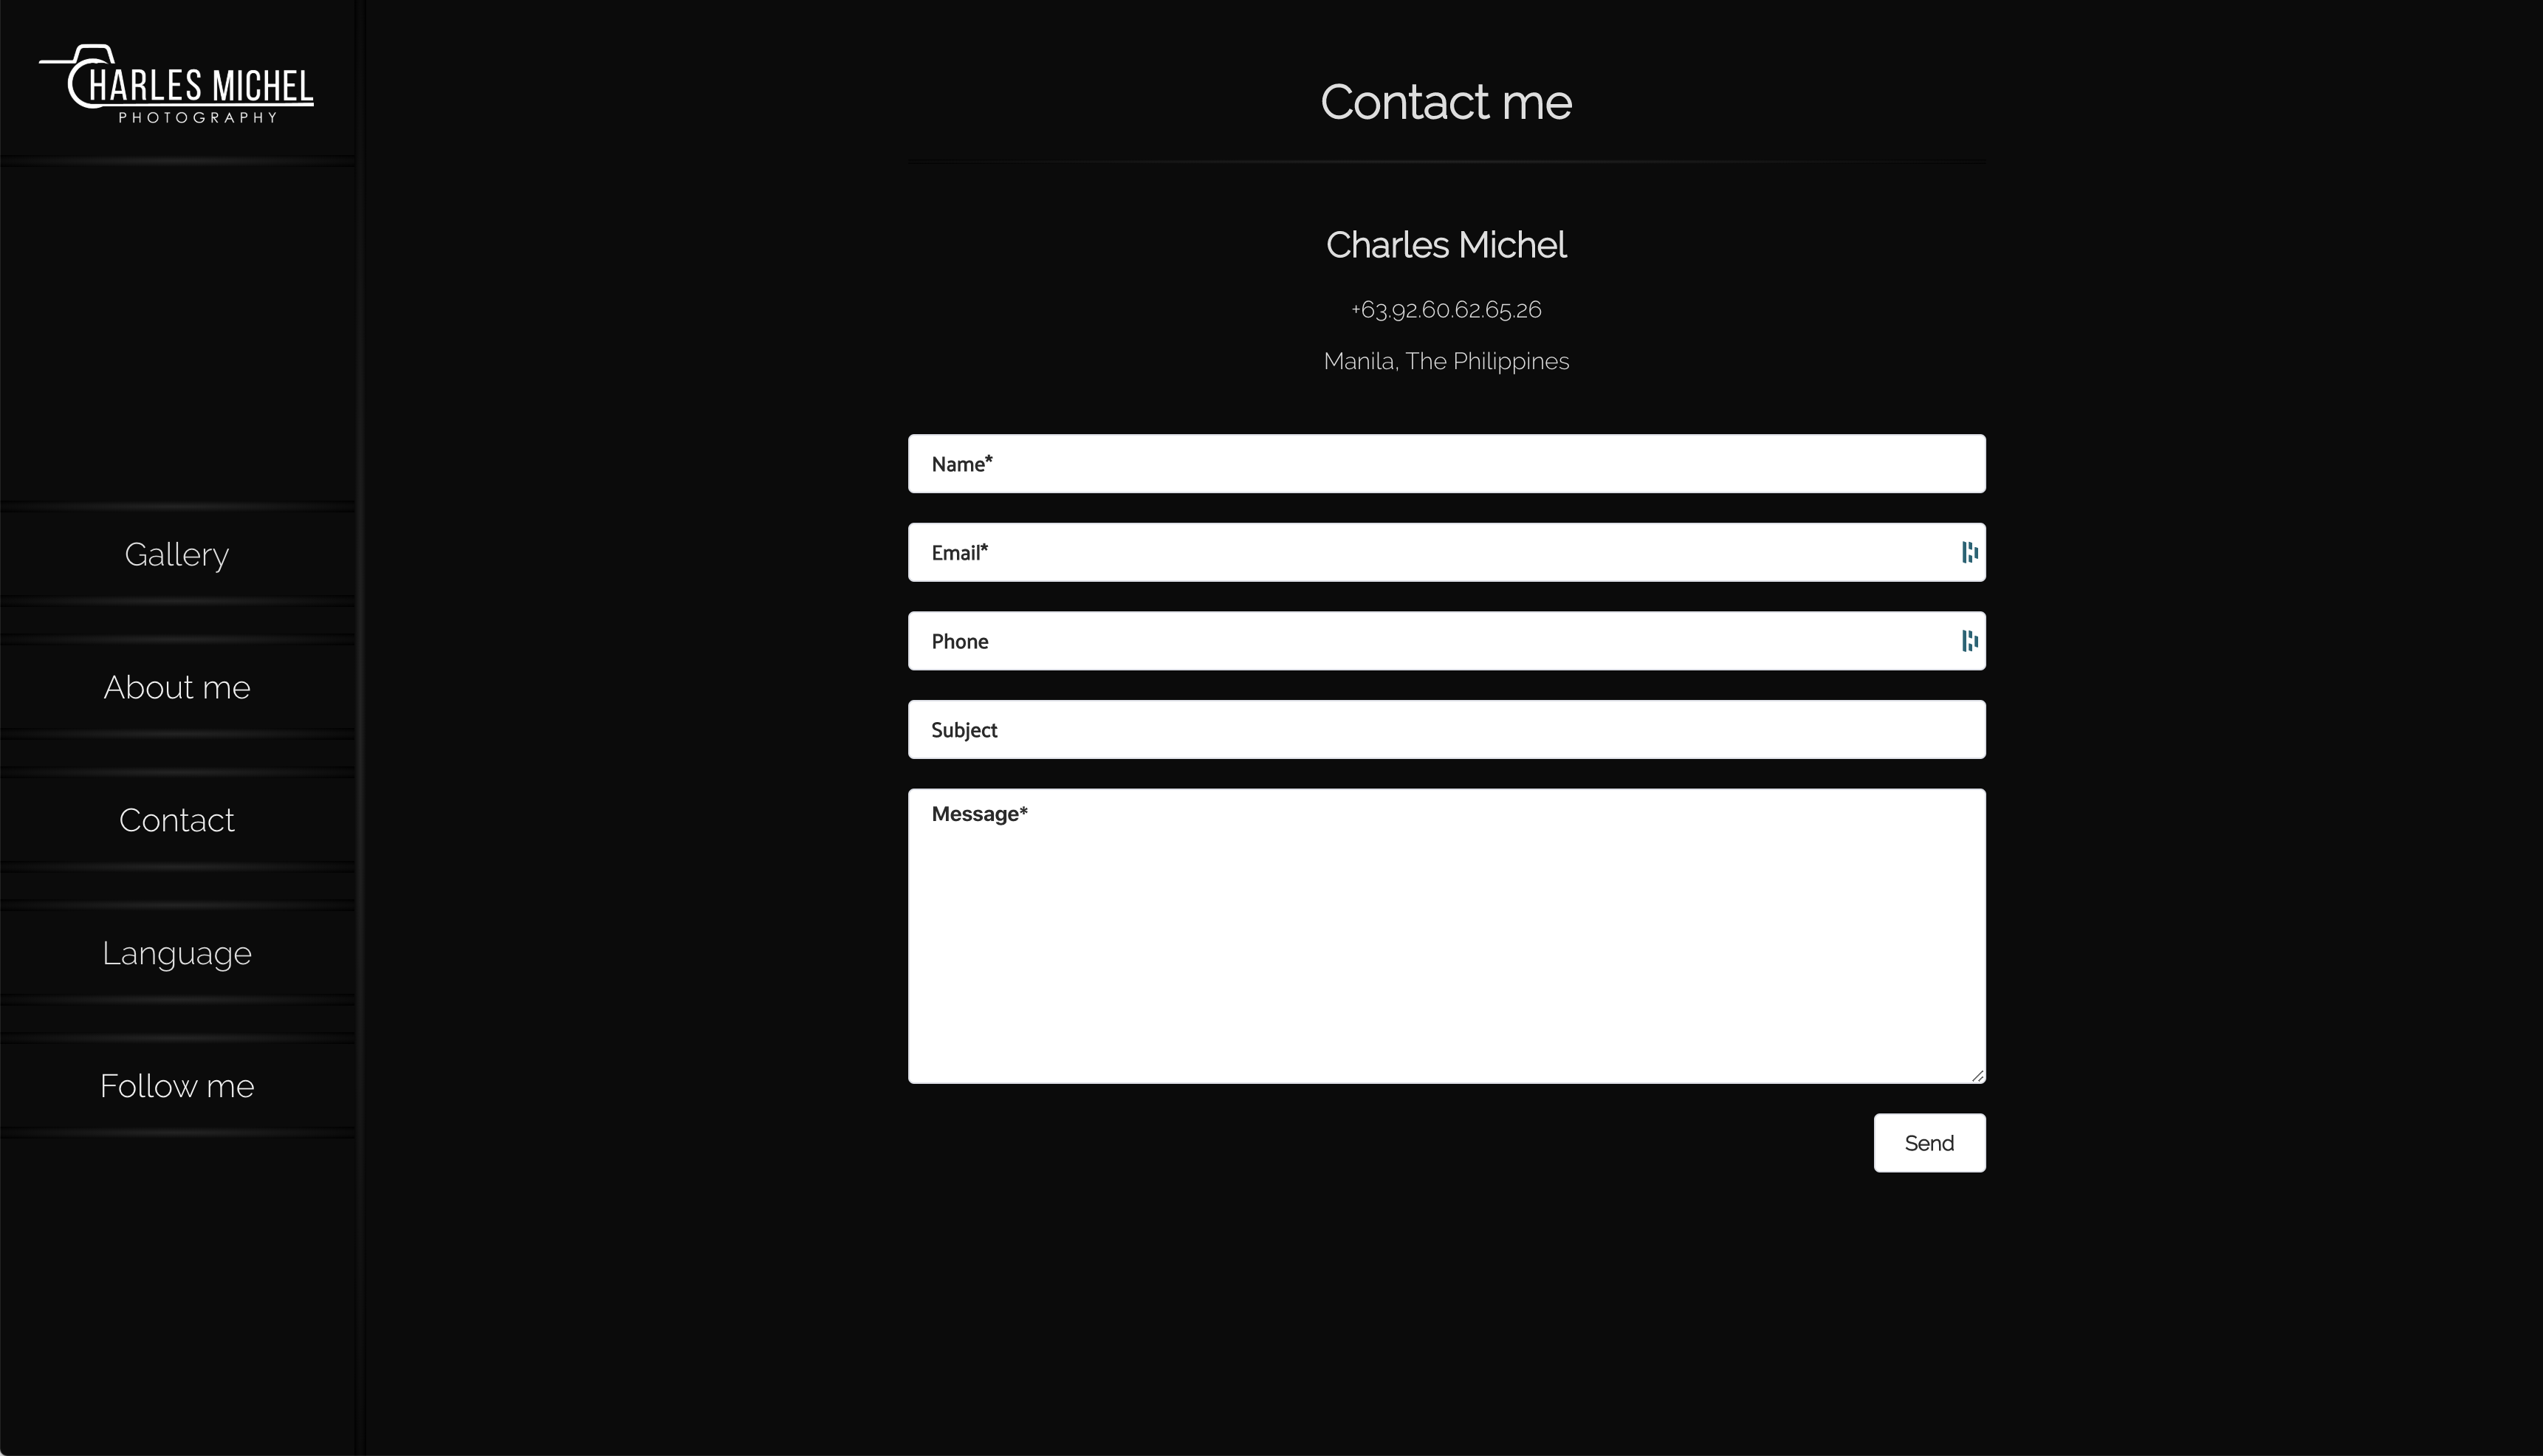 CHARLES MICHEL
PHOTOGRAPHY
Gallery
About me
Contact
Language
Follow me
Contact me
Charles Michel
+63.92.60.62.65.26
Manila, The Philippines
Name*
Email*
Phone
Subject
Message*
Send